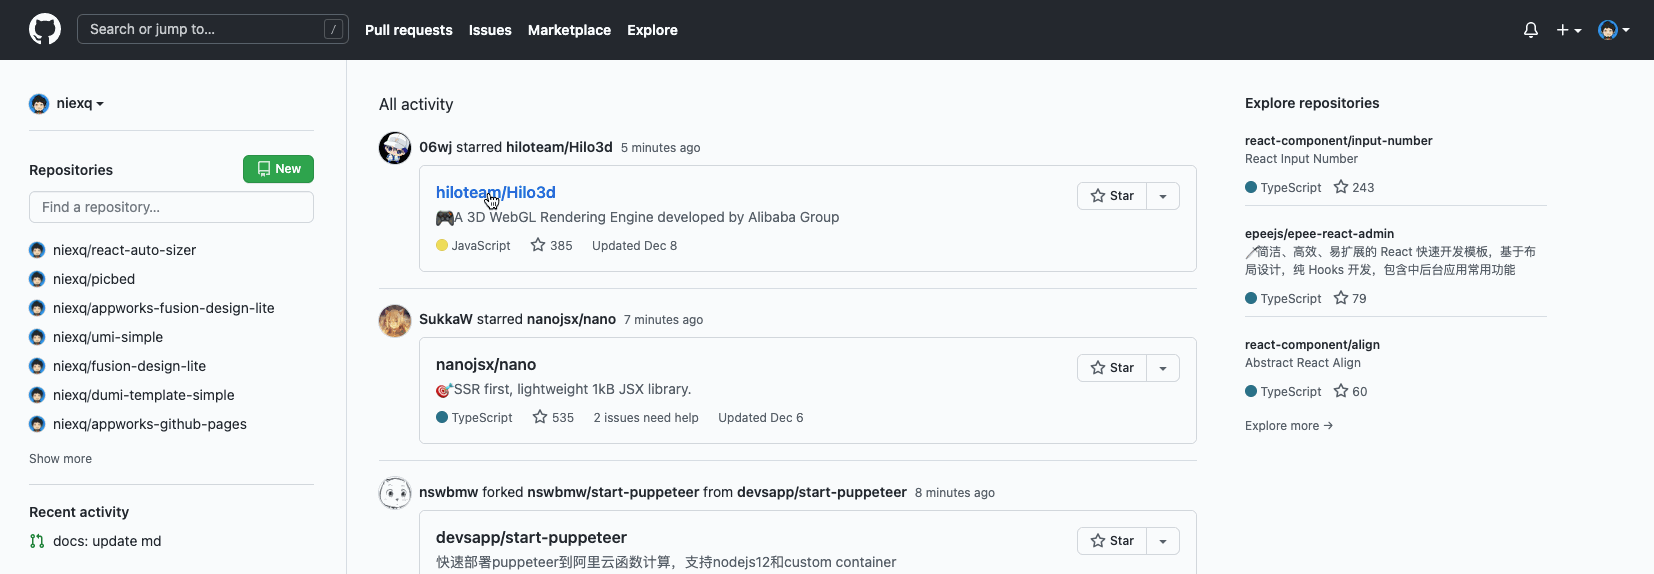 Search or jump to...
/
Pull requests
Issues
Marketplace
Explore
niexq
Repositories
New
Find a repository...
niexq/react-auto-sizer
niexq/picbed
niexq/appworks-fusion-design-lite
niexq/umi-simple
niexq/fusion-design-lite
niexq/dumi-template-simple
niexq/appworks-github-pages
Show more
Recent activity
docs: update md
All activity
06wj starred hiloteam/Hilo3d 5 minutes ago
hiloteam/Hilo3d
Star
🎮A 3D WebGL Rendering Engine developed by Alibaba Group
JavaScript 385 Updated Dec 8
SukkaW starred nanojsx/nano 7 minutes ago
nanojsx/nano
Star
🎯SSR first, lightweight 1kB JSX library.
TypeScript 535 2 issues need help Updated Dec 6
nswbmw forked nswbmw/start-puppeteer from devsapp/start-puppeteer 8 minutes ago
devsapp/start-puppeteer
Star
快速部署puppeteer到阿里云函数计算，支持nodejs12和custom container
Explore repositories
react-component/input-number
React Input Number
TypeScript 243
epeejs/epee-react-admin
简洁、高效、易扩展的 React 快速开发模板，基于布
局设计，纯 Hooks 开发，包含中后台应用常用功能
TypeScript 79
react-component/align
Abstract React Align
TypeScript 60
Explore more →